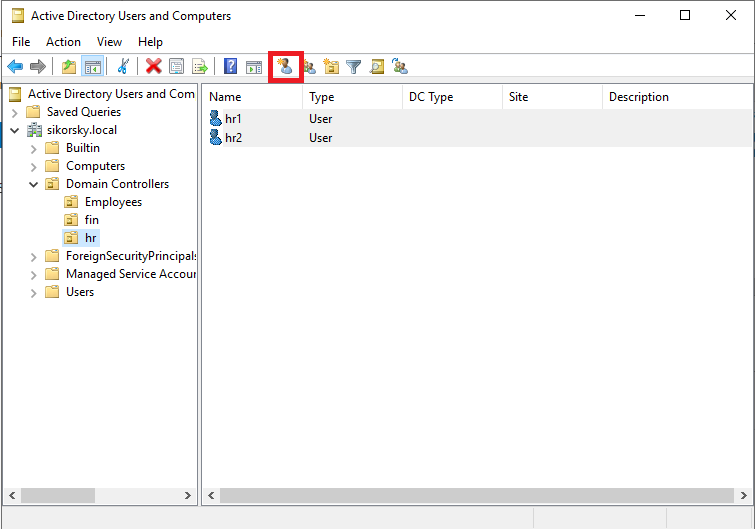 Active Directory Users and Computers
File Action View Help
Active Directory Users and Com
Saved Queries
sikorsky.local
Builtin
Computers
Domain Controllers
Employees
fin
hr
ForeignSecurityPrincipals
Managed Service Accour
Users
Name Type DC Type Site Description
hr1 User
hr2 User